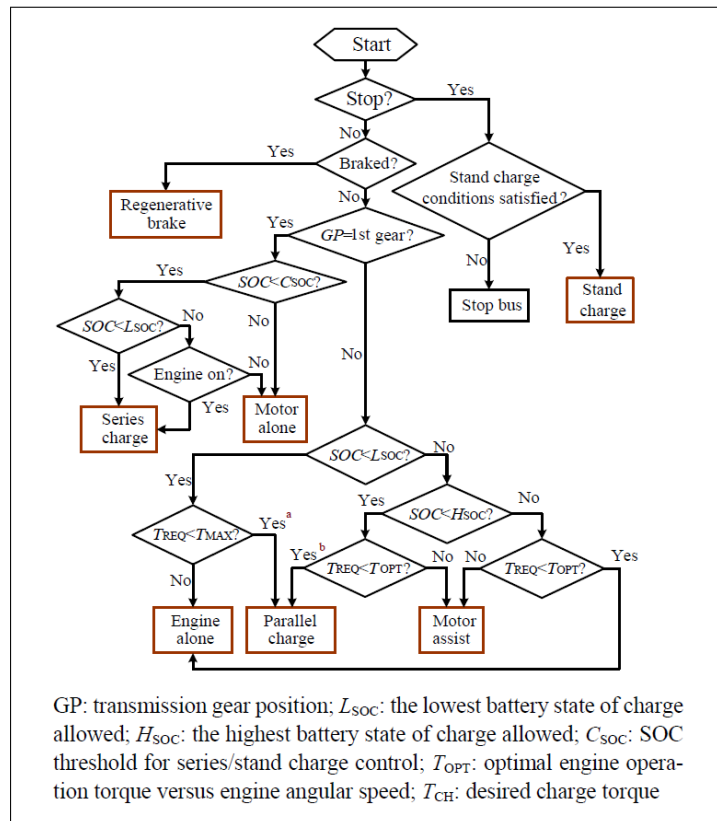 Start
Stop?
Yes
No
Yes
Braked?
Stand charge
conditions satisfied?
Regenerative
brake
No
Yes
GP=1st gear?
No
Yes
Yes
SOC<CSOC?
Stop bus
Stand
charge
SOC<LSOC?
No
No
No
Yes
Engine on?
No
Yes
Series
charge
Motor
alone
SOC<LSOC?
No
Yes
Yes
SOC<HSOC?
No
TREQ<TMAX?
Yesa
Yesb
TREQ<TOPT?
No
No
TREQ<TOPT?
Yes
No
Engine
alone
Parallel
charge
Motor
assist
GP: transmission gear position; LSOC: the lowest battery state of charge
allowed; HSOC: the highest battery state of charge allowed; CSOC: SOC
threshold for series/stand charge control; TOPT: optimal engine opera-
tion torque versus engine angular speed; TCH: desired charge torque